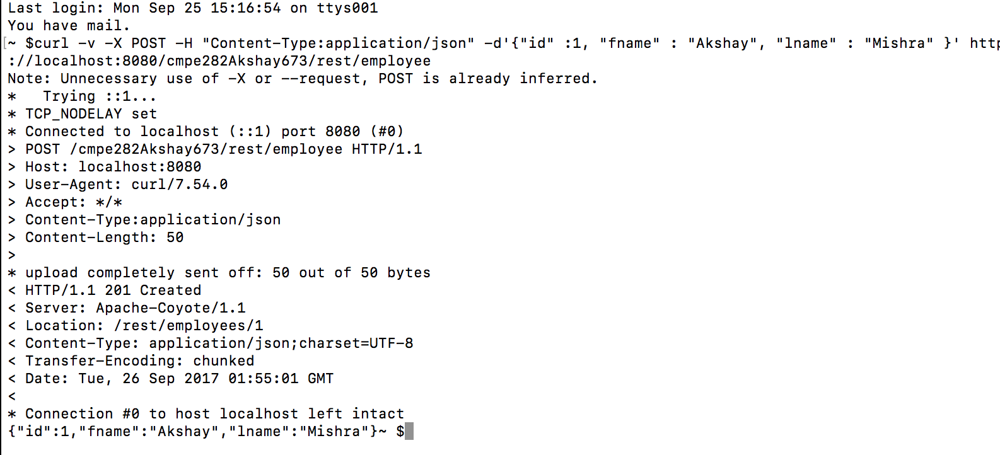 Last login: Mon Sep 25 15:16:54 on ttys001
You have mail.
[~ $curl -v -X POST -H "Content-Type:application/json" -d'{"id" :1, "fname" : "Akshay", "lname" : "Mishra" }' http
://localhost:8080/cmpe282Akshay673/rest/employee
Note: Unnecessary use of -X or --request, POST is already inferred.
*   Trying ::1...
* TCP_NODELAY set
* Connected to localhost (::1) port 8080 (#0)
> POST /cmpe282Akshay673/rest/employee HTTP/1.1
> Host: localhost:8080
> User-Agent: curl/7.54.0
> Accept: */*
> Content-Type:application/json
> Content-Length: 50
>
* upload completely sent off: 50 out of 50 bytes
< HTTP/1.1 201 Created
< Server: Apache-Coyote/1.1
< Location: /rest/employees/1
< Content-Type: application/json;charset=UTF-8
< Transfer-Encoding: chunked
< Date: Tue, 26 Sep 2017 01:55:01 GMT
<
* Connection #0 to host localhost left intact
{"id":1,"fname":"Akshay","lname":"Mishra"}~ $